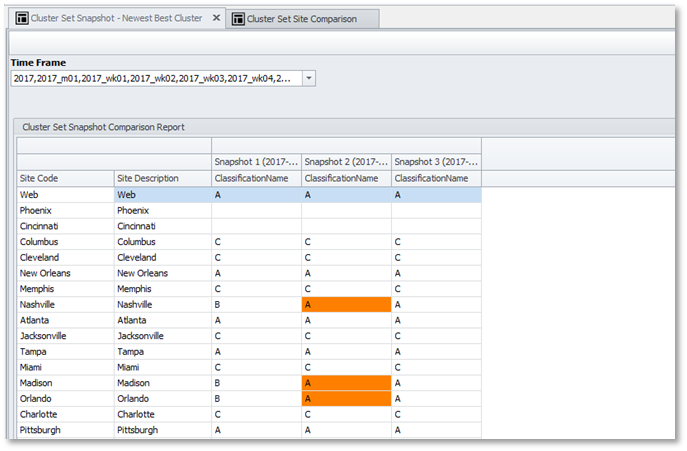 Cluster Set Snapshot - Newest Best Cluster Cluster Set Site Comparison
Time Frame
2017,2017_m01,2017_wk01,2017_wk02,2017_wk03,2017_wk04,2...
Cluster Set Snapshot Comparison Report
Snapshot 1 (2017-... Snapshot 2 (2017-... Snapshot 3 (2017-...
Site Code Site Description ClassificationName ClassificationName ClassificationName
Web Web A A A
Phoenix Phoenix
Cincinnati Cincinnati
Columbus Columbus C C C
Cleveland Cleveland C C C
New Orleans New Orleans A A A
Memphis Memphis C C C
Nashville Nashville B A A
Atlanta Atlanta A A A
Jacksonville Jacksonville C C C
Tampa Tampa A A A
Miami Miami C C C
Madison Madison B A A
Orlando Orlando B A A
Charlotte Charlotte C C C
Pittsburgh Pittsburgh A A A